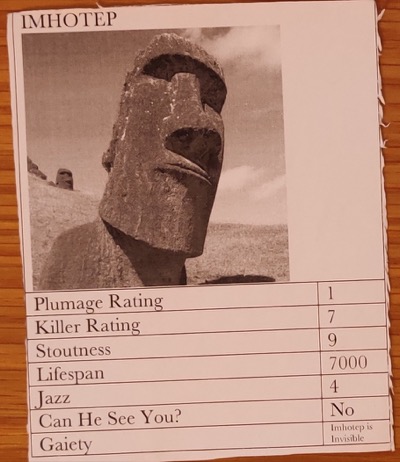 IMHOTEP
Plumage Rating 1
Killer Rating 7
Stoutness 9
Lifespan 7000
Jazz 4
Can He See You? No
Gaiety Imhotep is
Invisible